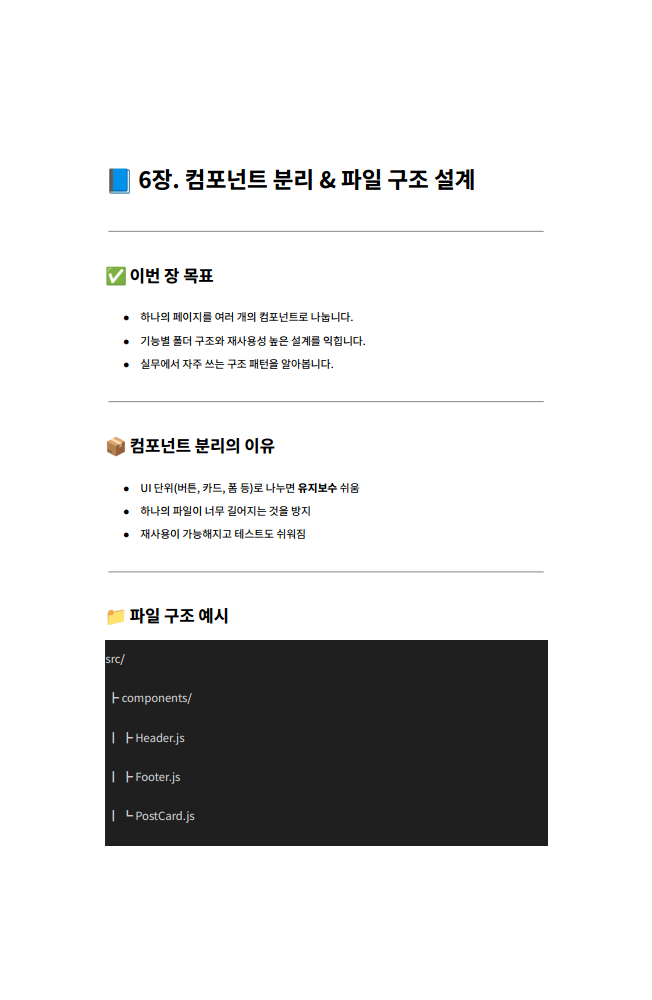 📘 6장. 컴포넌트 분리 & 파일 구조 설계
✅ 이번 장 목표
● 하나의 페이지를 여러 개의 컴포넌트로 나눕니다.
● 기능별 폴더 구조와 재사용성 높은 설계를 익힙니다.
● 실무에서 자주 쓰는 구조 패턴을 알아봅니다.
📦 컴포넌트 분리의 이유
● UI 단위(버튼, 카드, 폼 등)로 나누면 유지보수 쉬움
● 하나의 파일이 너무 길어지는 것을 방지
● 재사용이 가능해지고 테스트도 쉬워짐
📁 파일 구조 예시
src/
┣ components/
┃ ┣ Header.js
┃ ┣ Footer.js
┃ ┗ PostCard.js